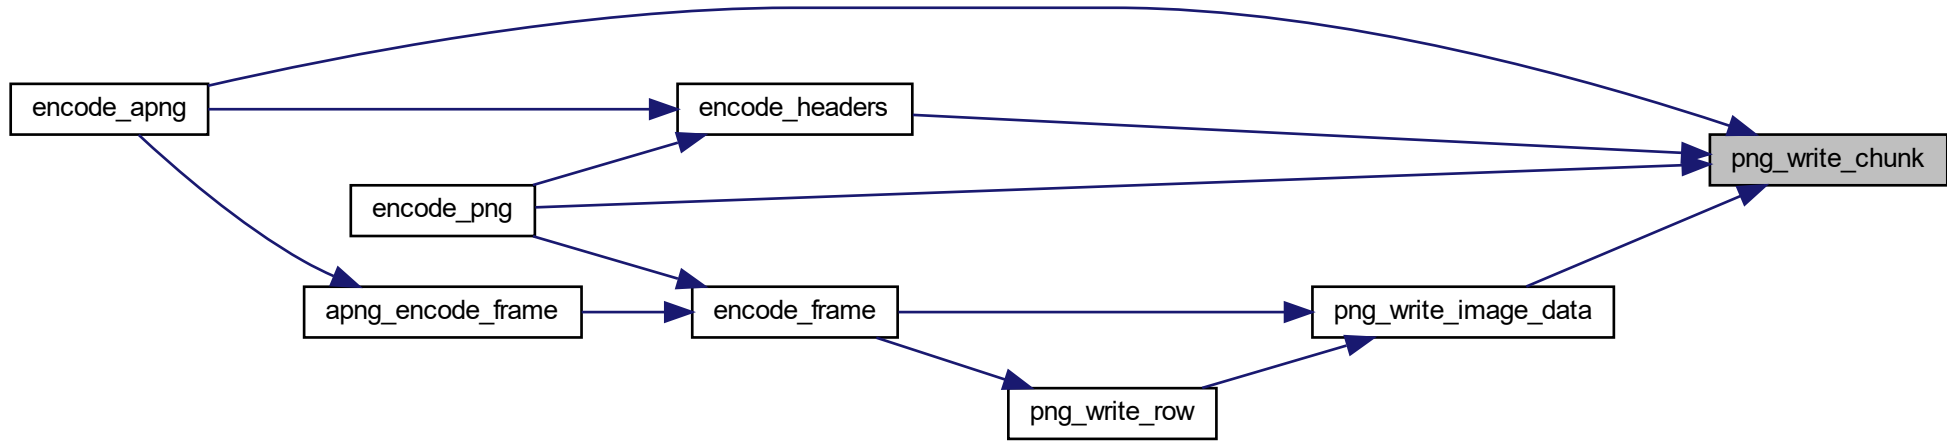 encode_apng
encode_headers
png_write_chunk
encode_png
apng_encode_frame
encode_frame
png_write_image_data
png_write_row